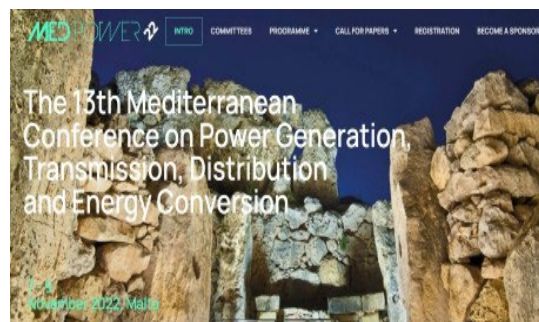 MEDPOWER 22 INTRO COMMITTEES PROGRAMME CALL FOR PAPERS REGISTRATION BECOME A SPONSOR
The 13th Mediterranean
Conference on Power Generation,
Transmission, Distribution
and Energy Conversion
November 2022, Malta